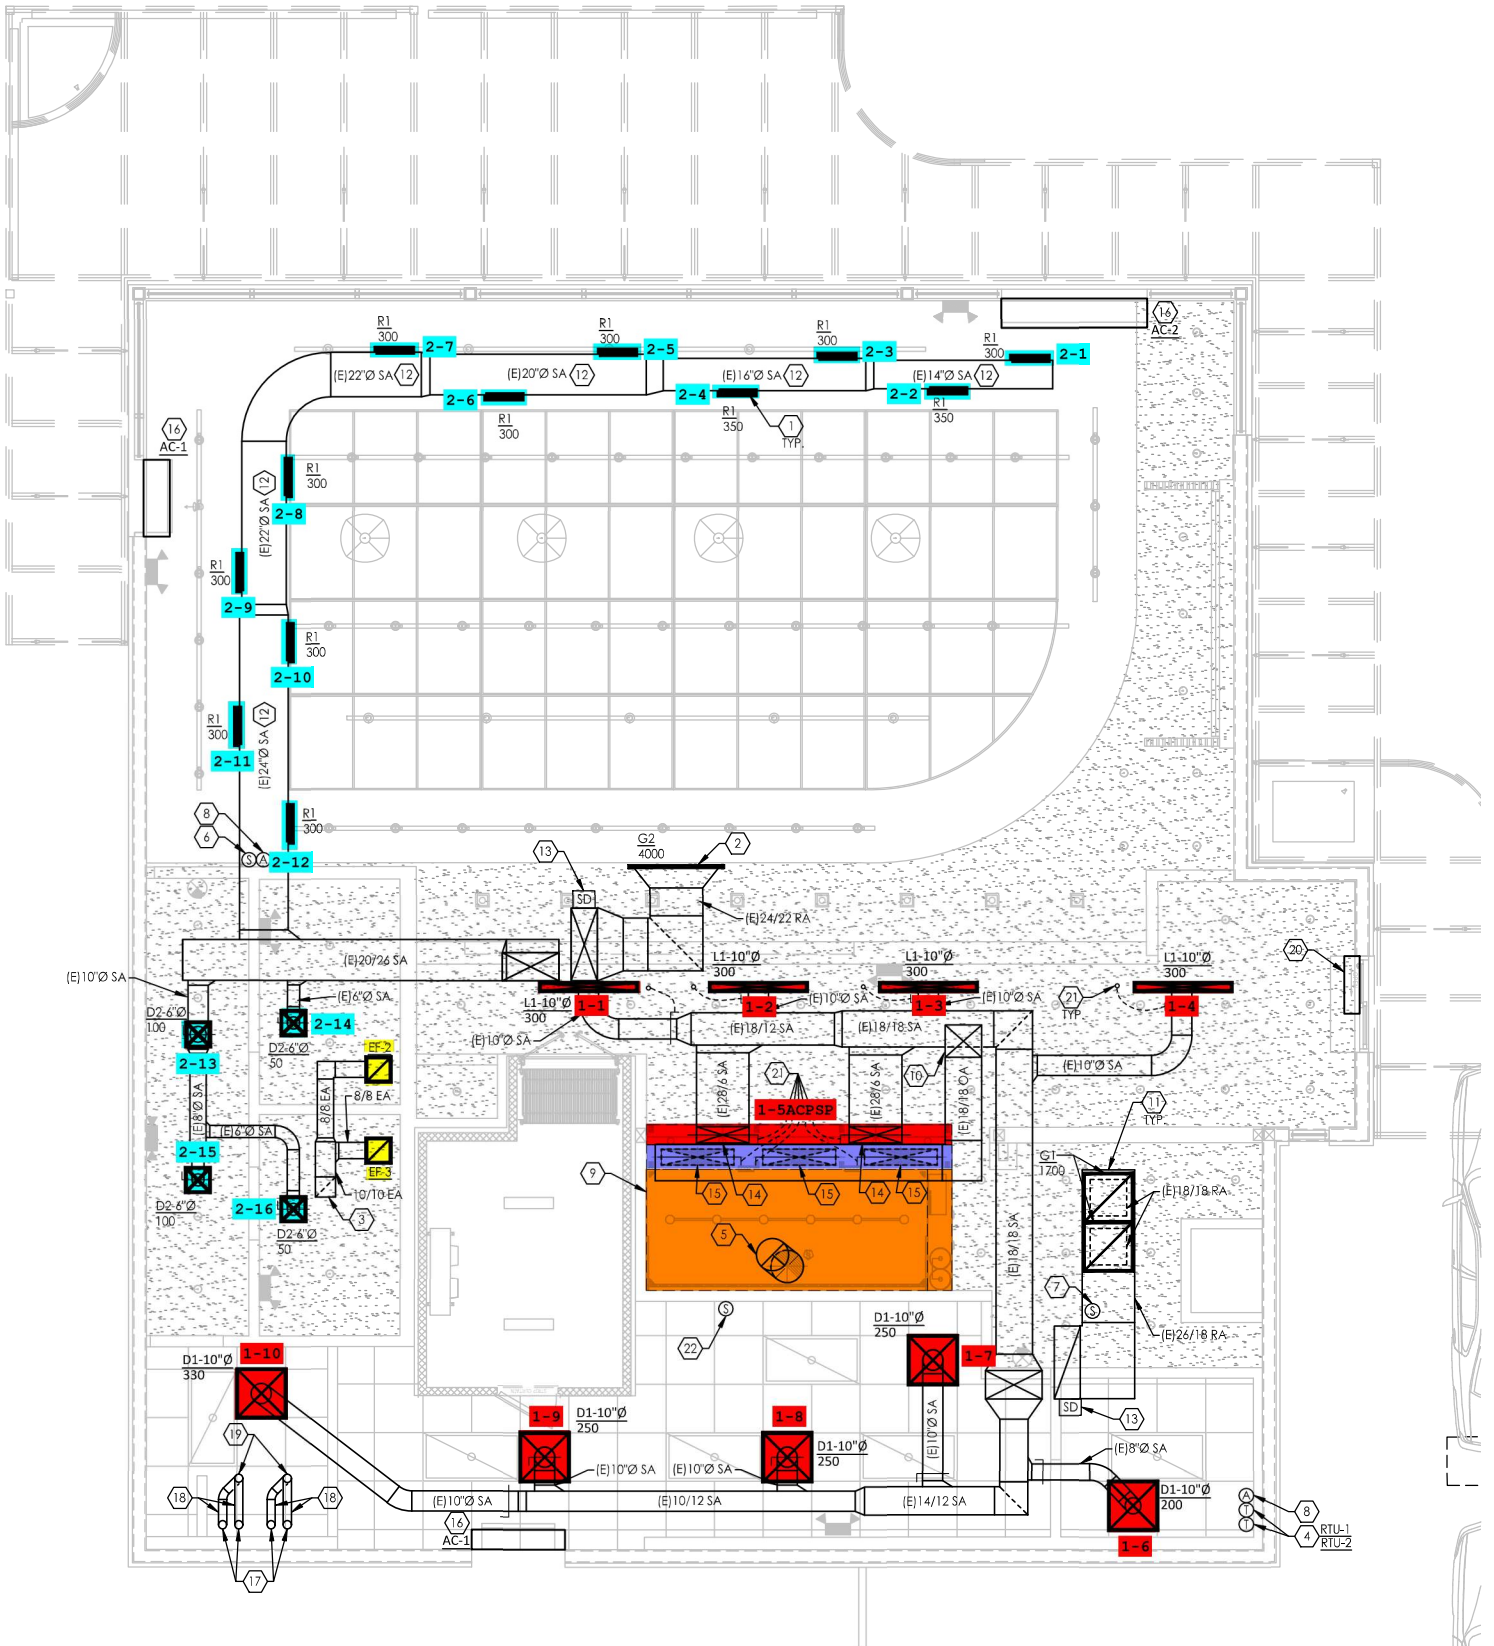 16
AC-2
R1
300
2-7
R1
300
2-5
R1
300
2-3
R1
300
2-1
(E)22"Ø SA
12
(E)20"Ø SA
12
(E)16"Ø SA
12
(E)14"Ø SA
12
2-6
R1
300
2-4
R1
350
1
TYP.
2-2
R1
350
16
AC-1
R1
300
2-8
(E)22"Ø SA
12
R1
300
2-9
R1
300
2-10
R1
300
2-11
(E)24"Ø SA
12
R1
300
8
6
S
A
2-12
13
SD
G2
4000
2
(E)24/22 RA
(E)20/26 SA
(E)10"Ø SA
(E)6"Ø SA
D2-6"Ø
100
2-13
2-14
D2-6"Ø
50
L1-10"Ø
300
1-1
(E)10"Ø SA
L1-10"Ø
300
1-2
(E)10"Ø SA
L1-10"Ø
300
1-3
(E)10"Ø SA
21
TYP.
L1-10"Ø
300
1-4
20
(E)18/12 SA
(E)18/18 SA
(E)10"Ø SA
EF-2
8/8 EA
8/8 EA
(E)8"Ø SA
(E)6"Ø SA
2-15
D2-6"Ø
100
2-16
D2-6"Ø
50
EF-3
10/10 EA
3
(E)28/6 SA
21
(E)28/6 SA
10
(E)18/18 OA
1-5ACPSP
9
15
14
15
14
15
5
11
TYP.
G1
1700
(E)18/18 RA
(E)18/18 SA
7
S
(E)26/18 RA
S
22
SD
13
1-10
D1-10"Ø
330
D1-10"Ø
250
1-7
1-9
D1-10"Ø
250
1-8
D1-10"Ø
250
(E)10"Ø SA
(E)10"Ø SA
(E)10"Ø SA
(E)8"Ø SA
19
18
18
17
(E)10"Ø SA
(E)10/12 SA
(E)14/12 SA
16
AC-1
D1-10"Ø
200
1-6
A
T
T
8
4
RTU-1
RTU-2